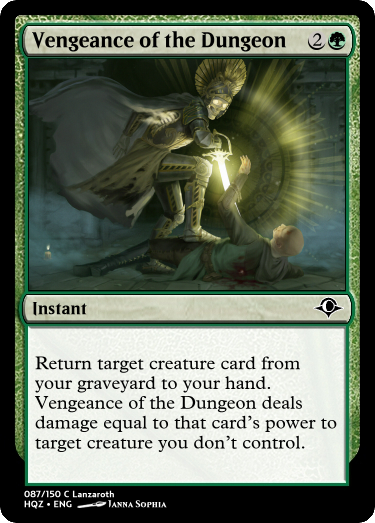 Vengeance of the Dungeon 2
Instant
Return target creature card from
your graveyard to your hand.
Vengeance of the Dungeon deals
damage equal to that card's power to
target creature you don't control.
087/150 C Lanzaroth
HQZ • ENG Ianna Sophia